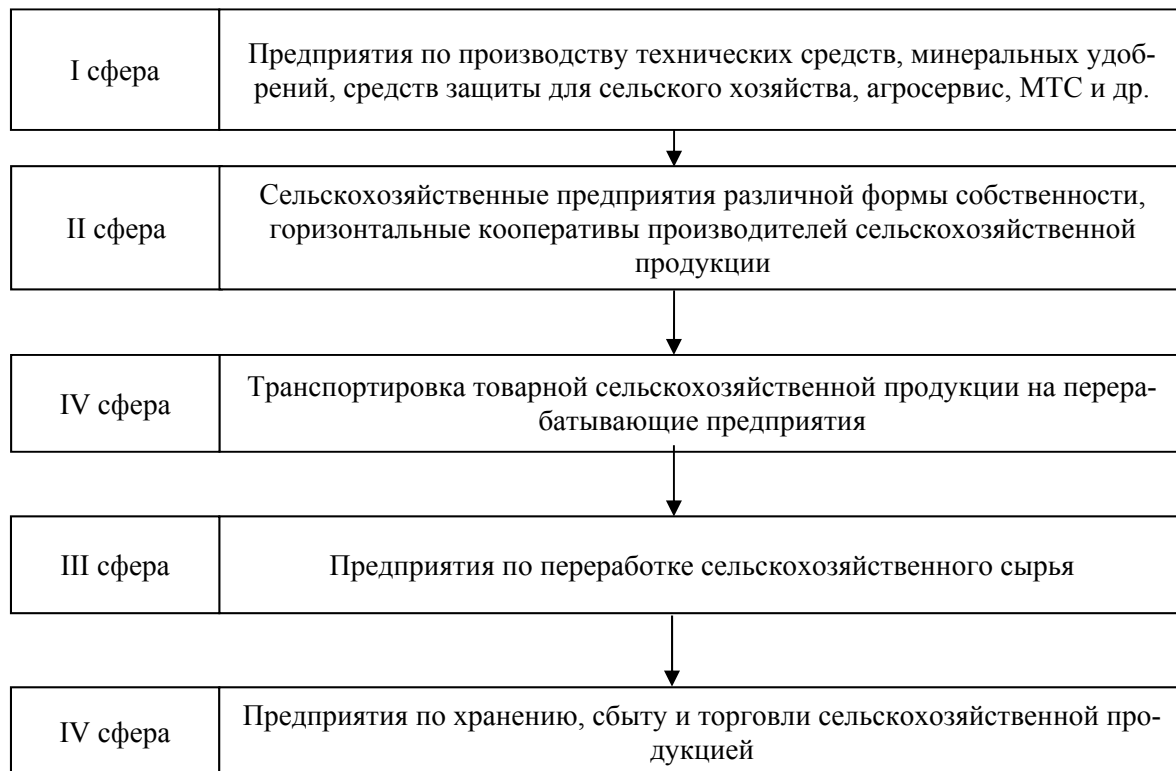 I сфера
Предприятия по производству технических средств, минеральных удоб-
рений, средств защиты для сельского хозяйства, агросервис, МТС и др.
II сфера
Сельскохозяйственные предприятия различной формы собственности,
горизонтальные кооперативы производителей сельскохозяйственной
продукции
IV сфера
Транспортировка товарной сельскохозяйственной продукции на перера-
батывающие предприятия
III сфера
Предприятия по переработке сельскохозяйственного сырья
IV сфера
Предприятия по хранению, сбыту и торговли сельскохозяйственной про-
дукцией